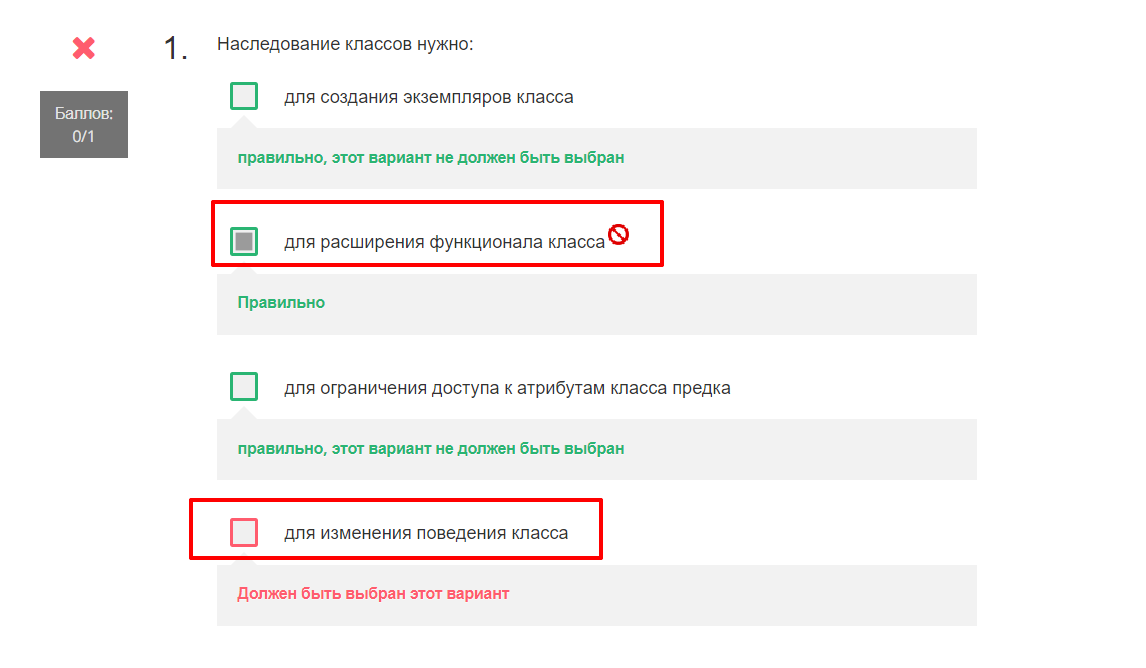 1. Наследование классов нужно:
Баллов:
0/1
для создания экземпляров класса
правильно, этот вариант не должен быть выбран
для расширения функционала класса
Правильно
для ограничения доступа к атрибутам класса предка
правильно, этот вариант не должен быть выбран
для изменения поведения класса
Должен быть выбран этот вариант